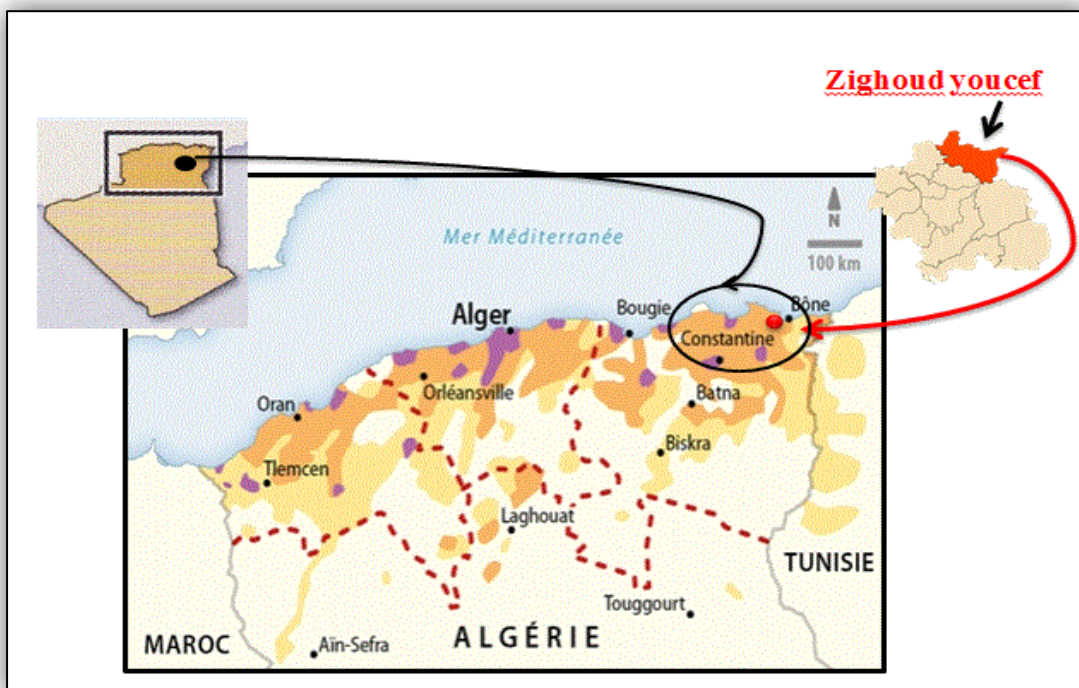 Zighoud youcef
N
100 km
Mer Méditerranée
Alger
Bougie
Bône
Constantine
Orléansville
Oran
Batna
Biskra
Tlemcen
Laghouat
TUNISIE
Touggourt
MAROC
Aïn-Sefra
ALGÉRIE